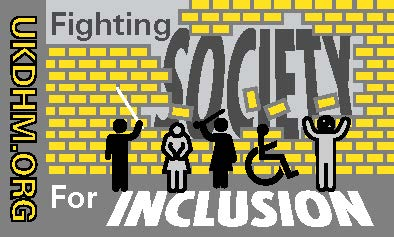 UKDHM.ORG
Fighting
SOCIETY
For INCLUSION